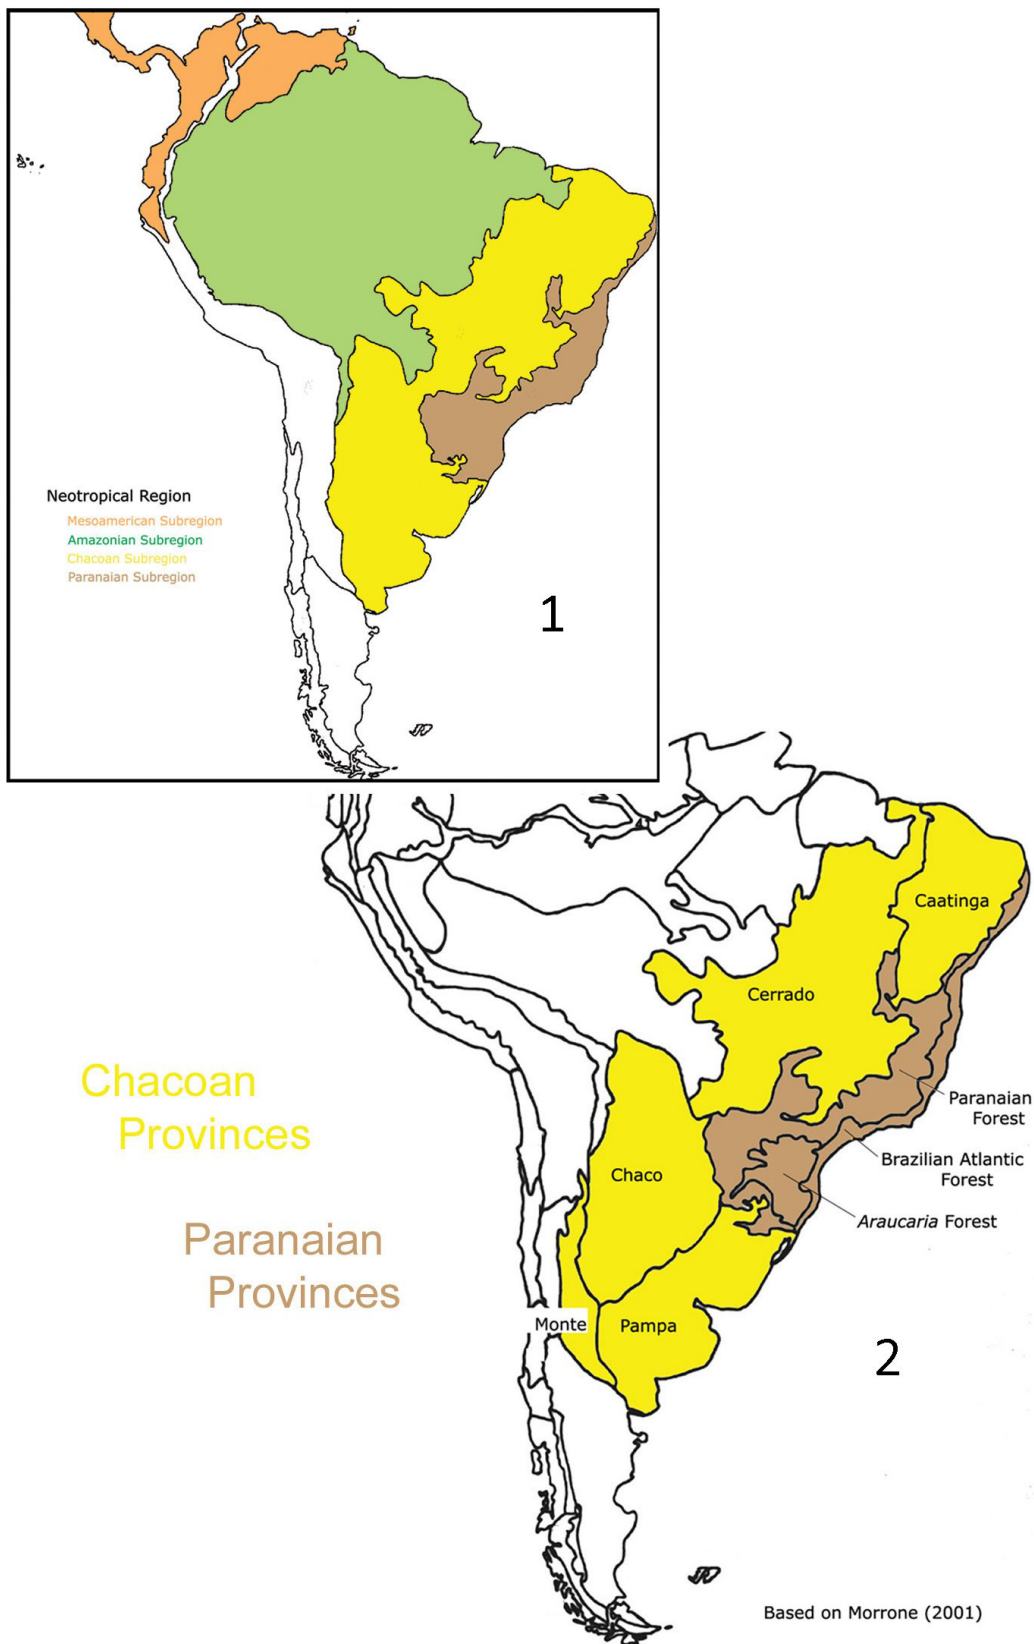 Neotropical Region
Mesoamerican Subregion
Amazonian Subregion
Chacoan Subregion
Paranaian Subregion
1
Caatinga
Cerrado
Chacoan
Provinces
Paranaian
Forest
Brazilian Atlantic
Forest
Chaco
Araucaria Forest
Paranaian
Provinces
Monte
Pampa
2
Based on Morrone (2001)